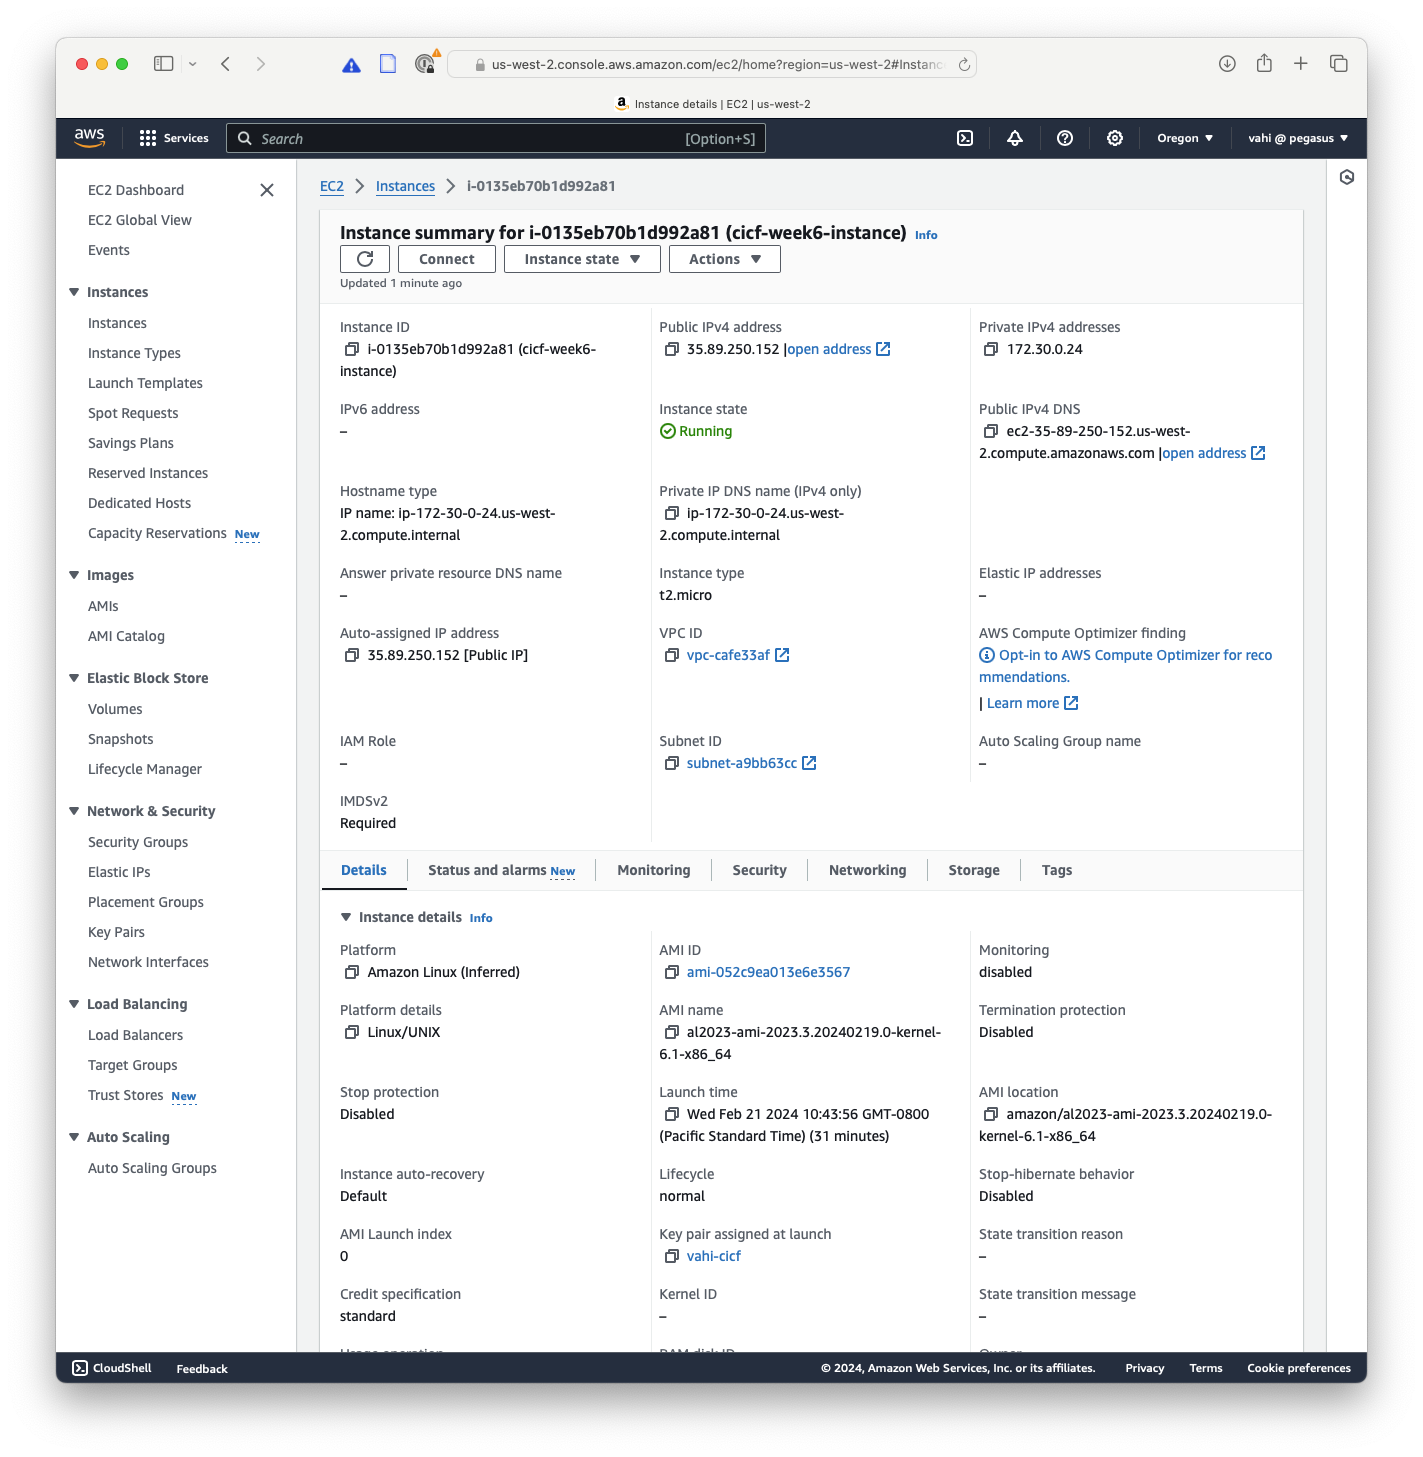 us-west-2.console.aws.amazon.com/ec2/home?region=us-west-2#Instanc
Instance details | EC2 | us-west-2
aws
Services
Search
[Option+S]
Oregon
vahi @ pegasus
EC2 Dashboard
EC2 Global View
Events
Instances
Instances
Instance Types
Launch Templates
Spot Requests
Savings Plans
Reserved Instances
Dedicated Hosts
Capacity Reservations New
Images
AMIs
AMI Catalog
Elastic Block Store
Volumes
Snapshots
Lifecycle Manager
Network & Security
Security Groups
Elastic IPs
Placement Groups
Key Pairs
Network Interfaces
Load Balancing
Load Balancers
Target Groups
Trust Stores New
Auto Scaling
Auto Scaling Groups
EC2
Instances
i-0135eb70b1d992a81
Instance summary for i-0135eb70b1d992a81 (cicf-week6-instance) Info
Connect
Instance state
Actions
Updated 1 minute ago
Instance ID
i-0135eb70b1d992a81 (cicf-week6-
instance)
Public IPv4 address
35.89.250.152 |open address
Private IPv4 addresses
172.30.0.24
IPv6 address
–
Instance state
Running
Public IPv4 DNS
ec2-35-89-250-152.us-west-
2.compute.amazonaws.com |open address
Hostname type
IP name: ip-172-30-0-24.us-west-
2.compute.internal
Private IP DNS name (IPv4 only)
ip-172-30-0-24.us-west-
2.compute.internal
Answer private resource DNS name
–
Instance type
t2.micro
Elastic IP addresses
–
Auto-assigned IP address
35.89.250.152 [Public IP]
VPC ID
vpc-cafe33af
AWS Compute Optimizer finding
Opt-in to AWS Compute Optimizer for reco
mmendations.
| Learn more
IAM Role
–
Subnet ID
subnet-a9bb63cc
Auto Scaling Group name
–
IMDSv2
Required
Details
Status and alarms New
Monitoring
Security
Networking
Storage
Tags
Instance details Info
Platform
Amazon Linux (Inferred)
AMI ID
ami-052c9ea013e6e3567
Monitoring
disabled
Platform details
Linux/UNIX
AMI name
al2023-ami-2023.3.20240219.0-kernel-
6.1-x86_64
Termination protection
Disabled
Stop protection
Disabled
Launch time
Wed Feb 21 2024 10:43:56 GMT-0800
(Pacific Standard Time) (31 minutes)
AMI location
amazon/al2023-ami-2023.3.20240219.0-
kernel-6.1-x86_64
Instance auto-recovery
Default
Lifecycle
normal
Stop-hibernate behavior
Disabled
AMI Launch index
0
Key pair assigned at launch
vahi-cicf
State transition reason
–
Credit specification
standard
Kernel ID
–
State transition message
–
CloudShell
Feedback
© 2024, Amazon Web Services, Inc. or its affiliates.
Privacy
Terms
Cookie preferences